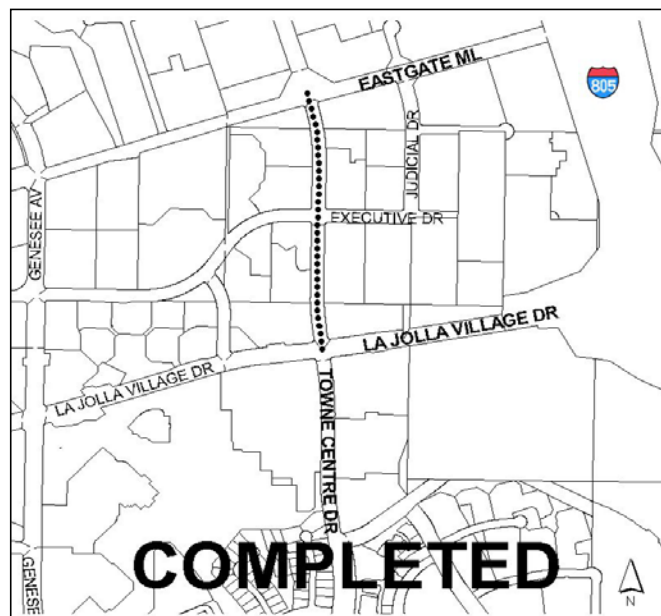 EASTGATE ML
805
JUDICIAL DR
GENESEE AV
EXECUTIVE DR
LA JOLLA VILLAGE DR
LA JOLLA VILLAGE DR
TOWNE CENTRE DR
COMPLETED
GENESE
N